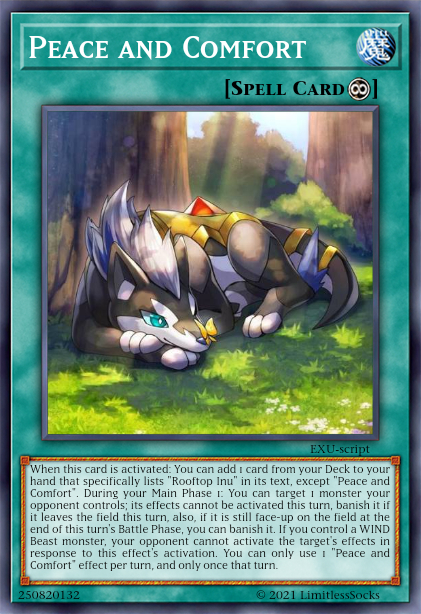 PEACE AND COMFORT
魔
[SPELL CARD]
EXU-script
When this card is activated: You can add 1 card from your Deck to your
hand that specifically lists "Rooftop Inu" in its text, except "Peace and
Comfort". During your Main Phase 1: You can target 1 monster your
opponent controls; its effects cannot be activated this turn, banish it if
it leaves the field this turn, also, if it is still face-up on the field at the
end of this turn's Battle Phase, you can banish it. If you control a WIND
Beast monster, your opponent cannot activate the target's effects in
response to this effect's activation. You can only use 1 "Peace and
Comfort" effect per turn, and only once that turn.
250820132
© 2021 LimitlessSocks